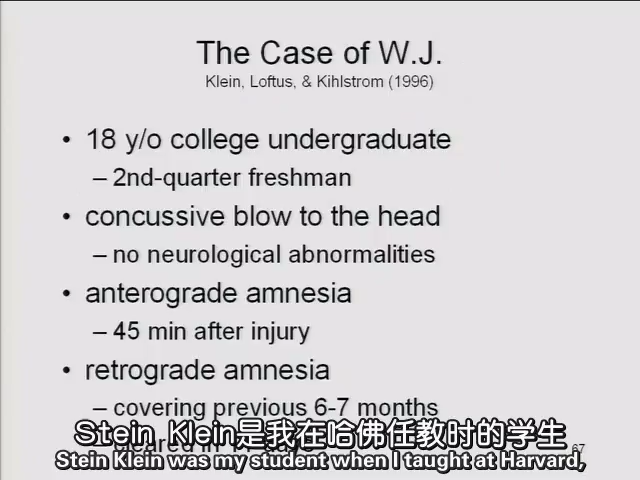 The Case of W.J.
Klein, Loftus, & Kihlstrom (1996)
• 18 y/o college undergraduate
– 2nd-quarter freshman
• concussive blow to the head
– no neurological abnormalities
• anterograde amnesia
– 45 min after injury
• retrograde amnesia
– covering previous 6-7 months
Stein Klein是我在哈佛任教时的学生
67
Stein Klein was my student when I taught at Harvard,